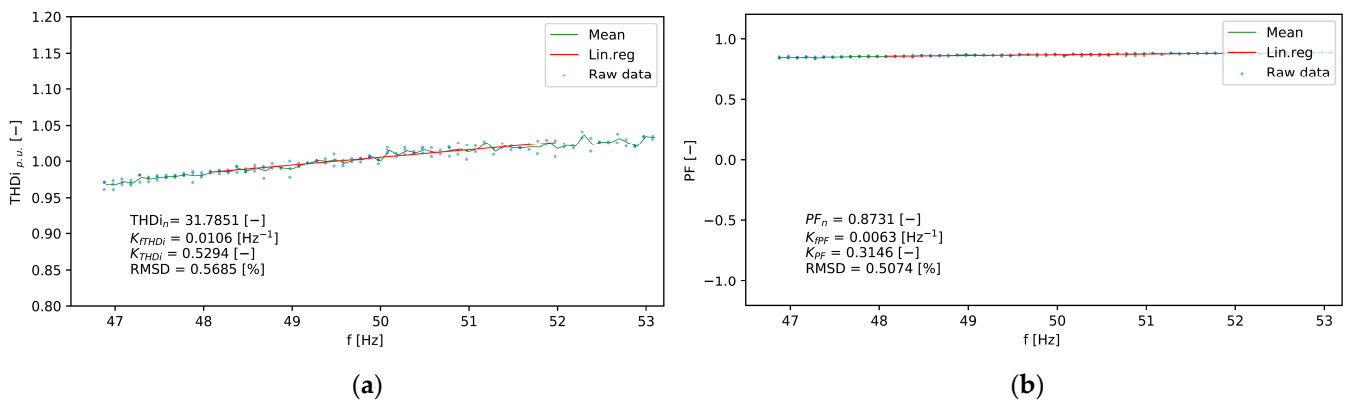 1.20
1.15
1.10
1.05
1.00
0.95
0.90
0.85
0.80
THDi p.u. [−]
Mean
Lin.reg
Raw data
THDin= 31.7851 [−]
KfTHDi = 0.0106 [Hz−1]
KTHDi = 0.5294 [−]
RMSD = 0.5685 [%]
47 48 49 50 51 52 53
f [Hz]
(a)
1.0
0.5
0.0
−0.5
−1.0
PF [−]
Mean
Lin.reg
Raw data
PFn = 0.8731 [−]
KfPF = 0.0063 [Hz−1]
KPF = 0.3146 [−]
RMSD = 0.5074 [%]
47 48 49 50 51 52 53
f [Hz]
(b)